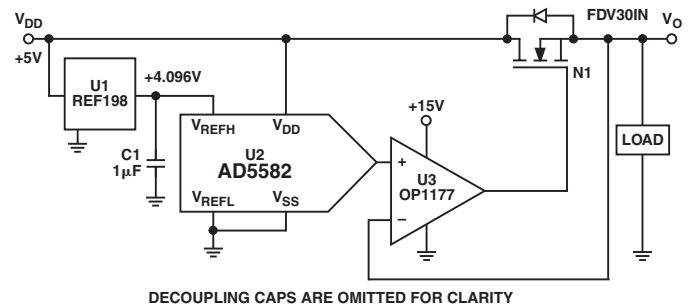 VDD
+5V
U1
REF198
+4.096V
C1
1μF
VREFH
VDD
U2
AD5582
VREFL
VSS
+15V
+
U3
OP1177
–
FDV30IN
N1
VO
LOAD
DECOUPLING CAPS ARE OMITTED FOR CLARITY